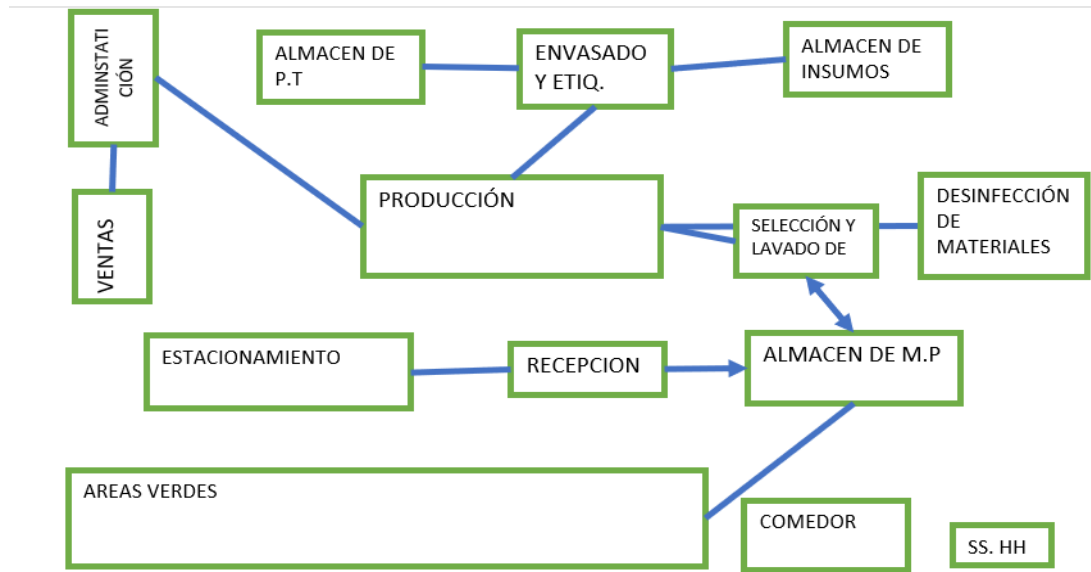 ADMINSTATI
CIÓN
ALMACEN DE
P.T
ENVASADO
Y ETIQ.
ALMACEN DE
INSUMOS
VENTAS
PRODUCCIÓN
SELECCIÓN Y
LAVADO DE
DESINFECCIÓN
DE
MATERIALES
ESTACIONAMIENTO
RECEPCION
ALMACEN DE M.P
AREAS VERDES
COMEDOR
SS. HH